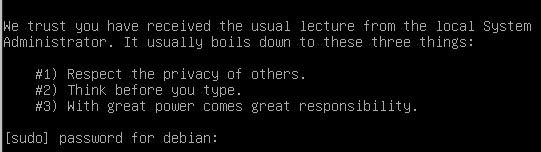 We trust you have received the usual lecture from the local System
Administrator. It usually boils down to these three things:
#1) Respect the privacy of others.
#2) Think before you type.
#3) With great power comes great responsibility.
[sudo] password for debian: